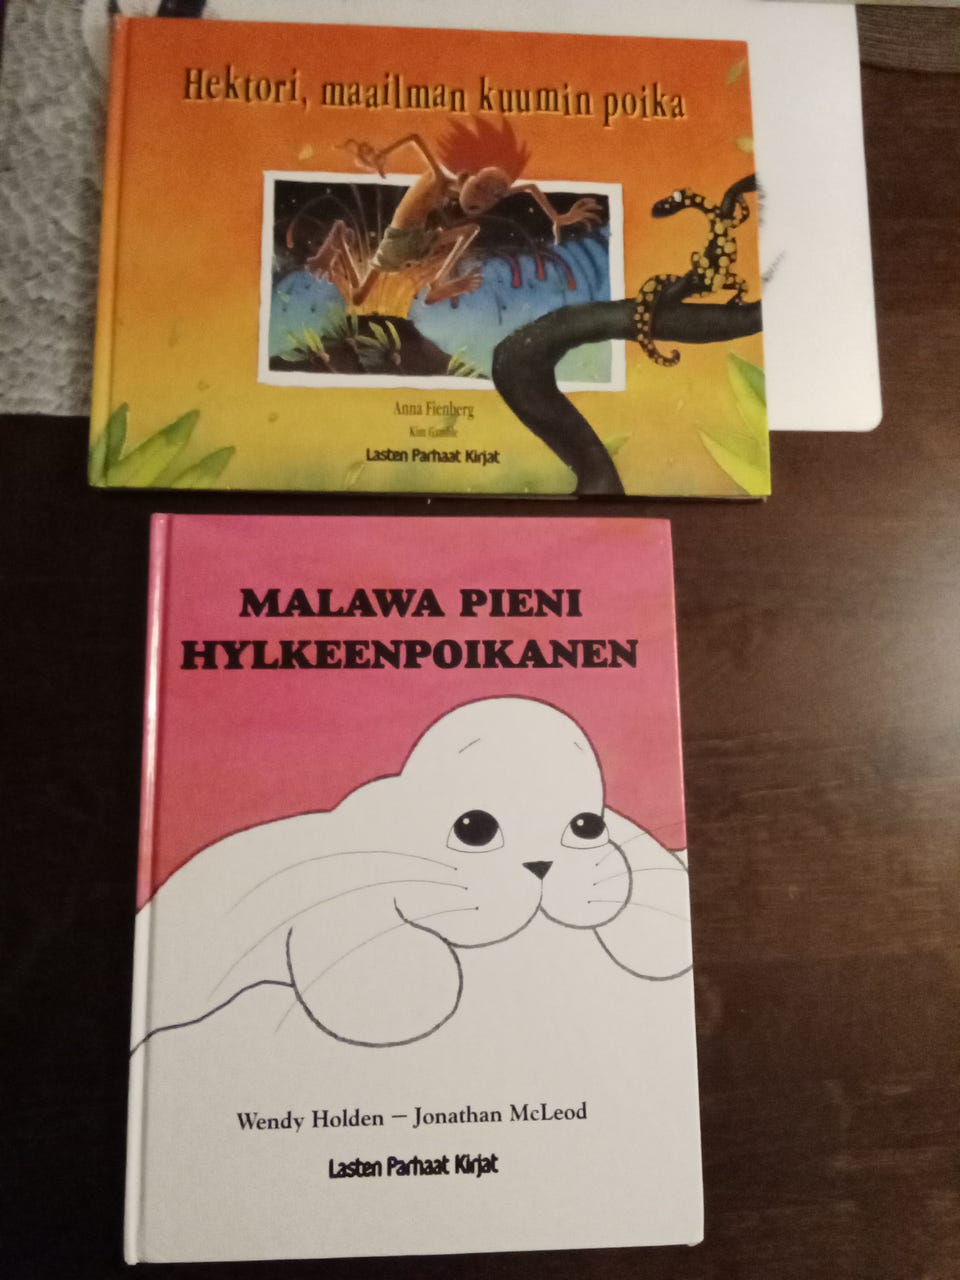 Hektori, maailman kuumin poika
Anna Fienberg
Kim Gamble
Lasten Parhaat Kirjat
MALAWA PIENI
HYLKEENPOIKANEN
Wendy Holden – Jonathan McLeod
Lasten Parhaat Kirjat